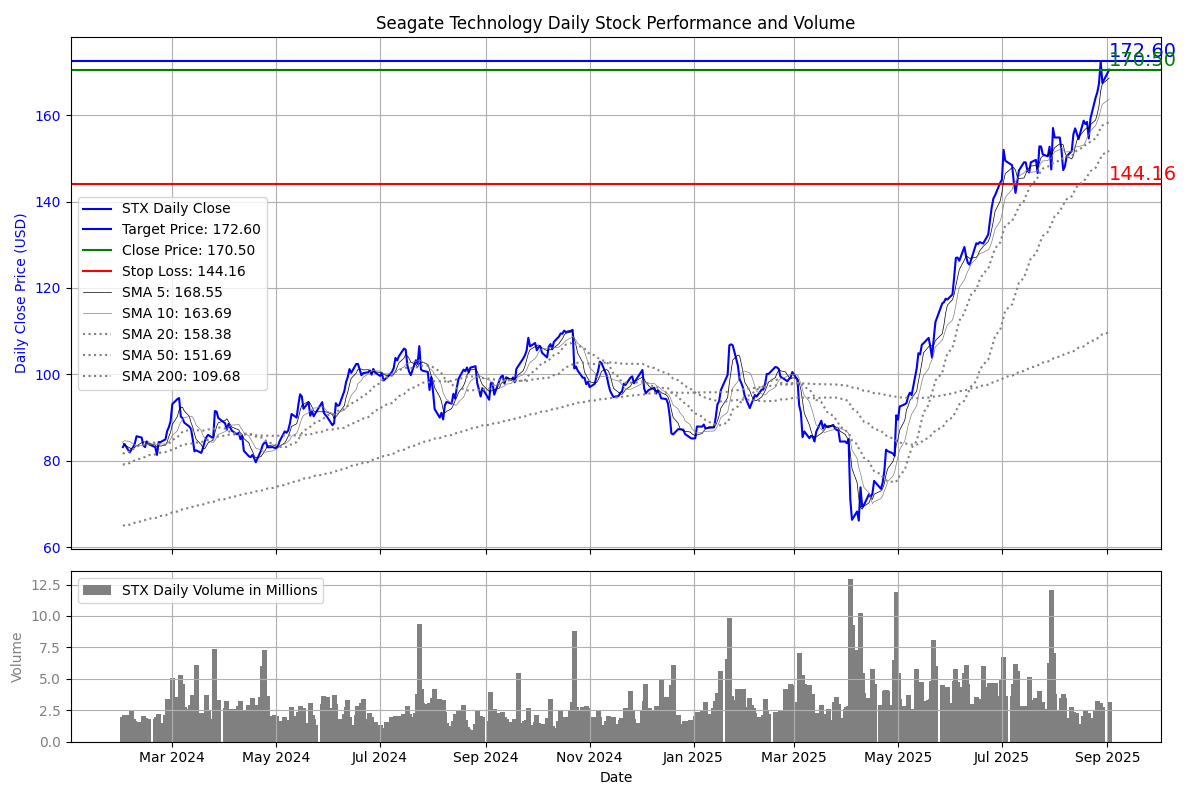 Seagate Technology Daily Stock Performance and Volume
172.60
170.50
144.16
Daily Close Price (USD)
160
140
120
100
80
60
STX Daily Close
Target Price: 172.60
Close Price: 170.50
Stop Loss: 144.16
SMA 5: 168.55
SMA 10: 163.69
SMA 20: 158.38
SMA 50: 151.69
SMA 200: 109.68
Volume
12.5
10.0
7.5
5.0
2.5
0.0
STX Daily Volume in Millions
Mar 2024
May 2024
Jul 2024
Sep 2024
Nov 2024
Jan 2025
Mar 2025
May 2025
Jul 2025
Sep 2025
Date